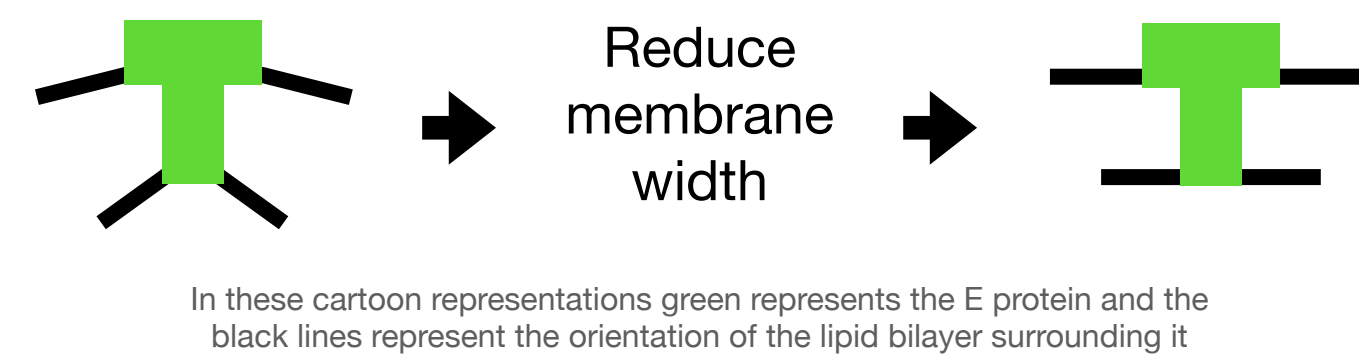 Reduce
membrane
width
In these cartoon representations green represents the E protein and the
black lines represent the orientation of the lipid bilayer surrounding it